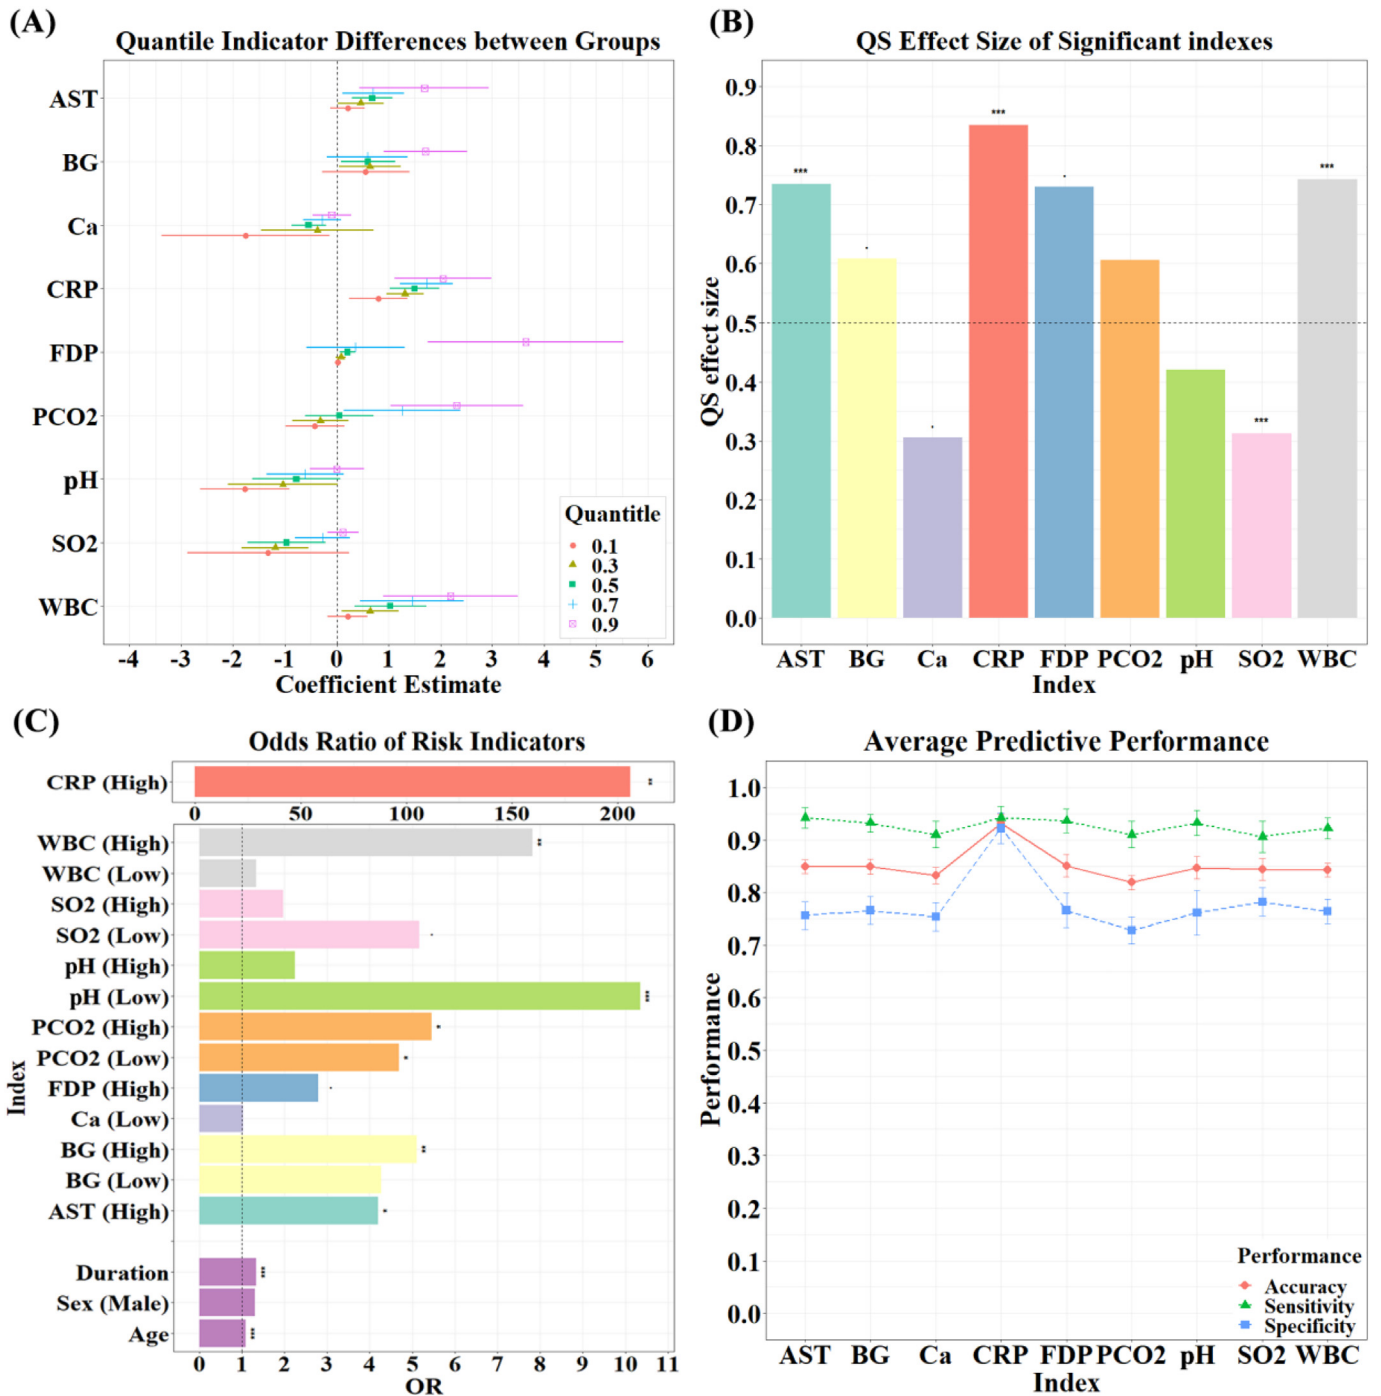 (A)
Quantile Indicator Differences between Groups
AST
BG
Ca
CRP
FDP
PCO2
pH
SO2
WBC
Quantitle
0.1
0.3
0.5
0.7
0.9
-4 -3 -2 -1 0 1 2 3 4 5 6
Coefficient Estimate
(B)
QS Effect Size of Significant indexes
QS effect size
0.9
0.8
0.7
0.6
0.5
0.4
0.3
0.2
0.1
0.0
***
.
.
***
.
***
***
AST BG Ca CRP FDP PCO2 pH SO2 WBC
Index
(C)
Odds Ratio of Risk Indicators
CRP (High)
**
0 50 100 150 200
Index
WBC (High)
**
WBC (Low)
SO2 (High)
SO2 (Low)
.
pH (High)
pH (Low)
***
PCO2 (High)
*
PCO2 (Low)
*
FDP (High)
.
Ca (Low)
BG (High)
**
BG (Low)
AST (High)
*
Duration
***
Sex (Male)
Age
***
0 1 2 3 4 5 6 7 8 9 10 11
OR
(D)
Average Predictive Performance
Performance
1.0
0.9
0.8
0.7
0.6
0.5
0.4
0.3
0.2
0.1
0.0
Performance
Accuracy
Sensitivity
Specificity
AST BG Ca CRP FDP PCO2 pH SO2 WBC
Index